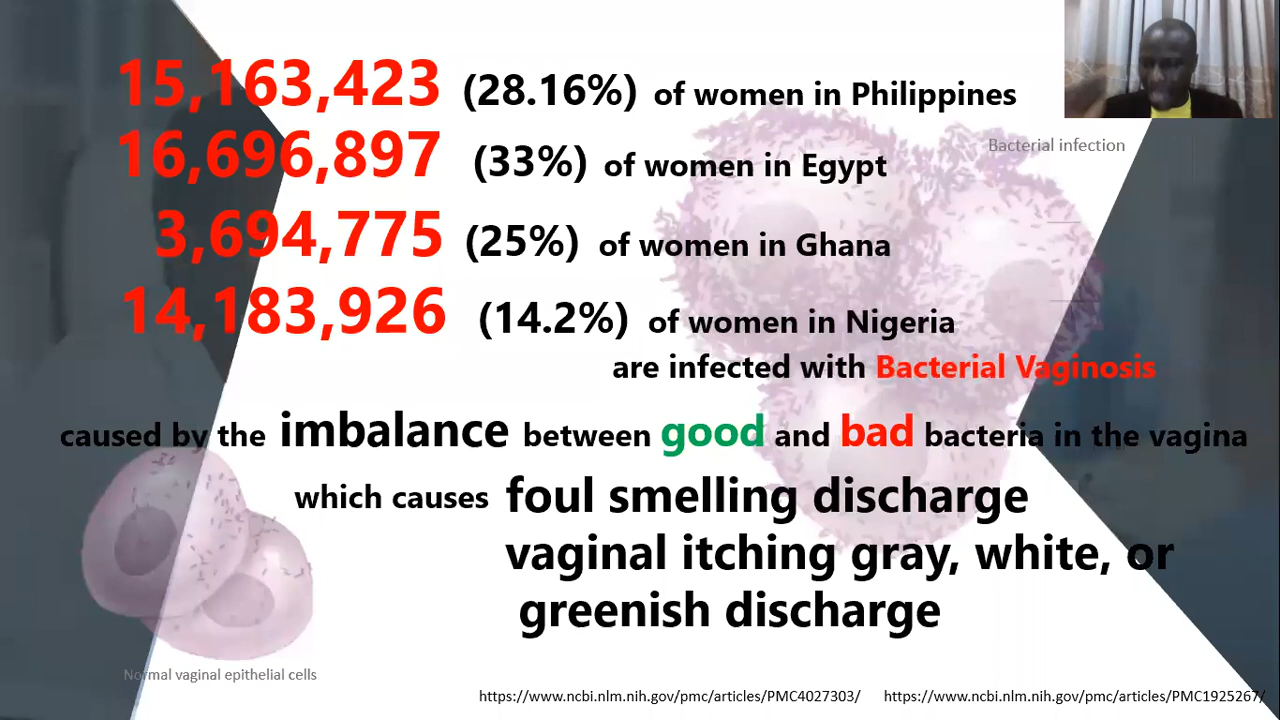 15,163,423 (28.16%) of women in Philippines
Bacterial infection
16,696,897 (33%) of women in Egypt
3,694,775 (25%) of women in Ghana
14,183,926 (14.2%) of women in Nigeria
are infected with Bacterial Vaginosis
caused by the imbalance between good and bad bacteria in the vagina
which causes foul smelling discharge
vaginal itching gray, white, or
greenish discharge
Normal vaginal epithelial cells
https://www.ncbi.nlm.nih.gov/pmc/articles/PMC4027303/ https://www.ncbi.nlm.nih.gov/pmc/articles/PMC1925267/